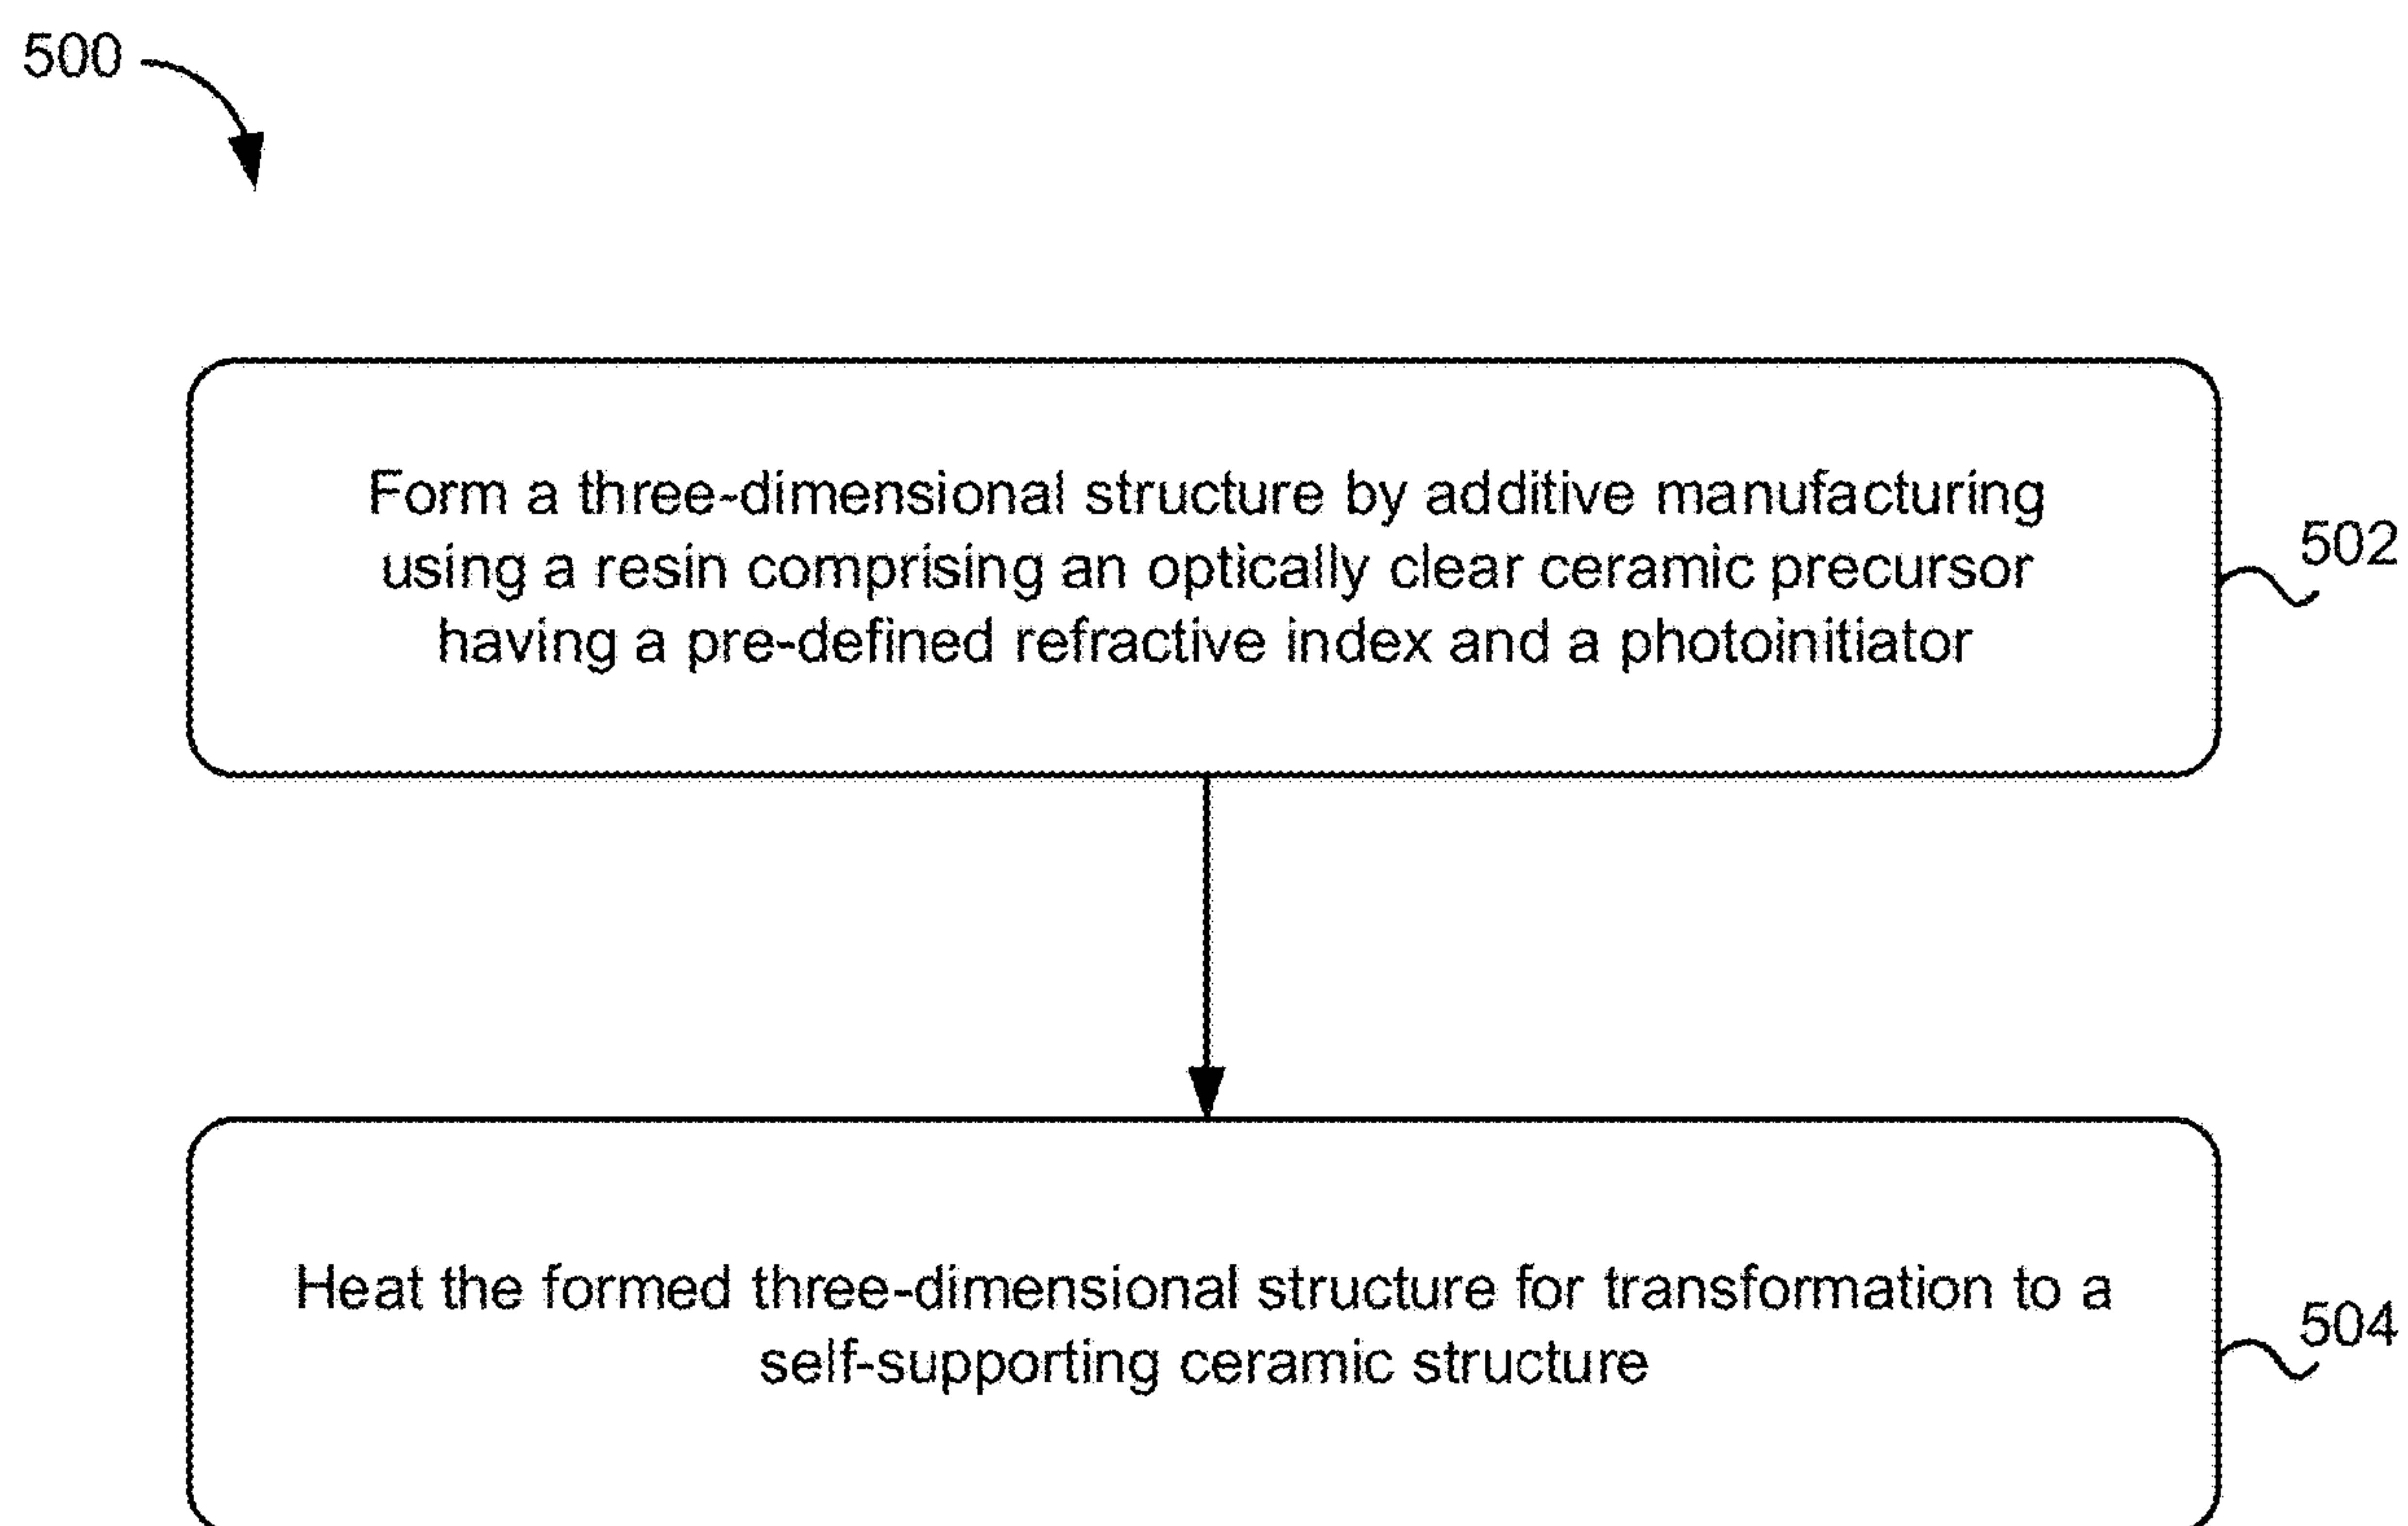 500
Form a three-dimensional structure by additive manufacturing
using a resin comprising an optically clear ceramic precursor
having a pre-defined refractive index and a photoinitiator
502
Heat the formed three-dimensional structure for transformation to a
self-supporting ceramic structure
504